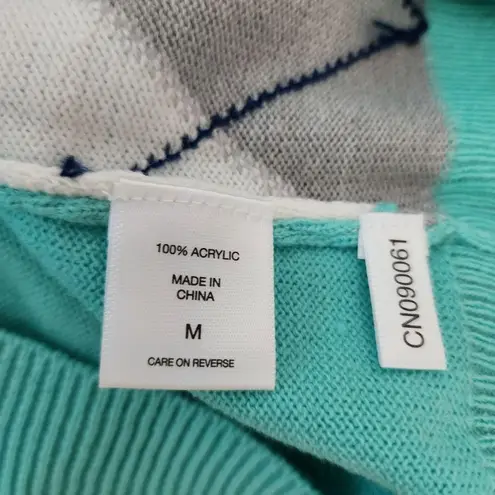 100% ACRYLIC
MADE IN
CHINA
M
CARE ON REVERSE
CN090061